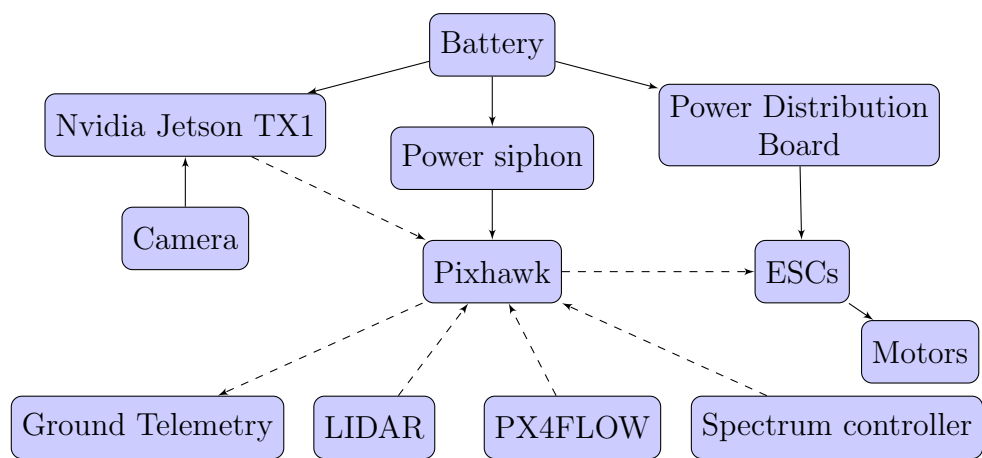 Battery
Nvidia Jetson TX1
Power siphon
Power Distribution
Board
Camera
Pixhawk
ESCs
Motors
Ground Telemetry
LIDAR
PX4FLOW
Spectrum controller